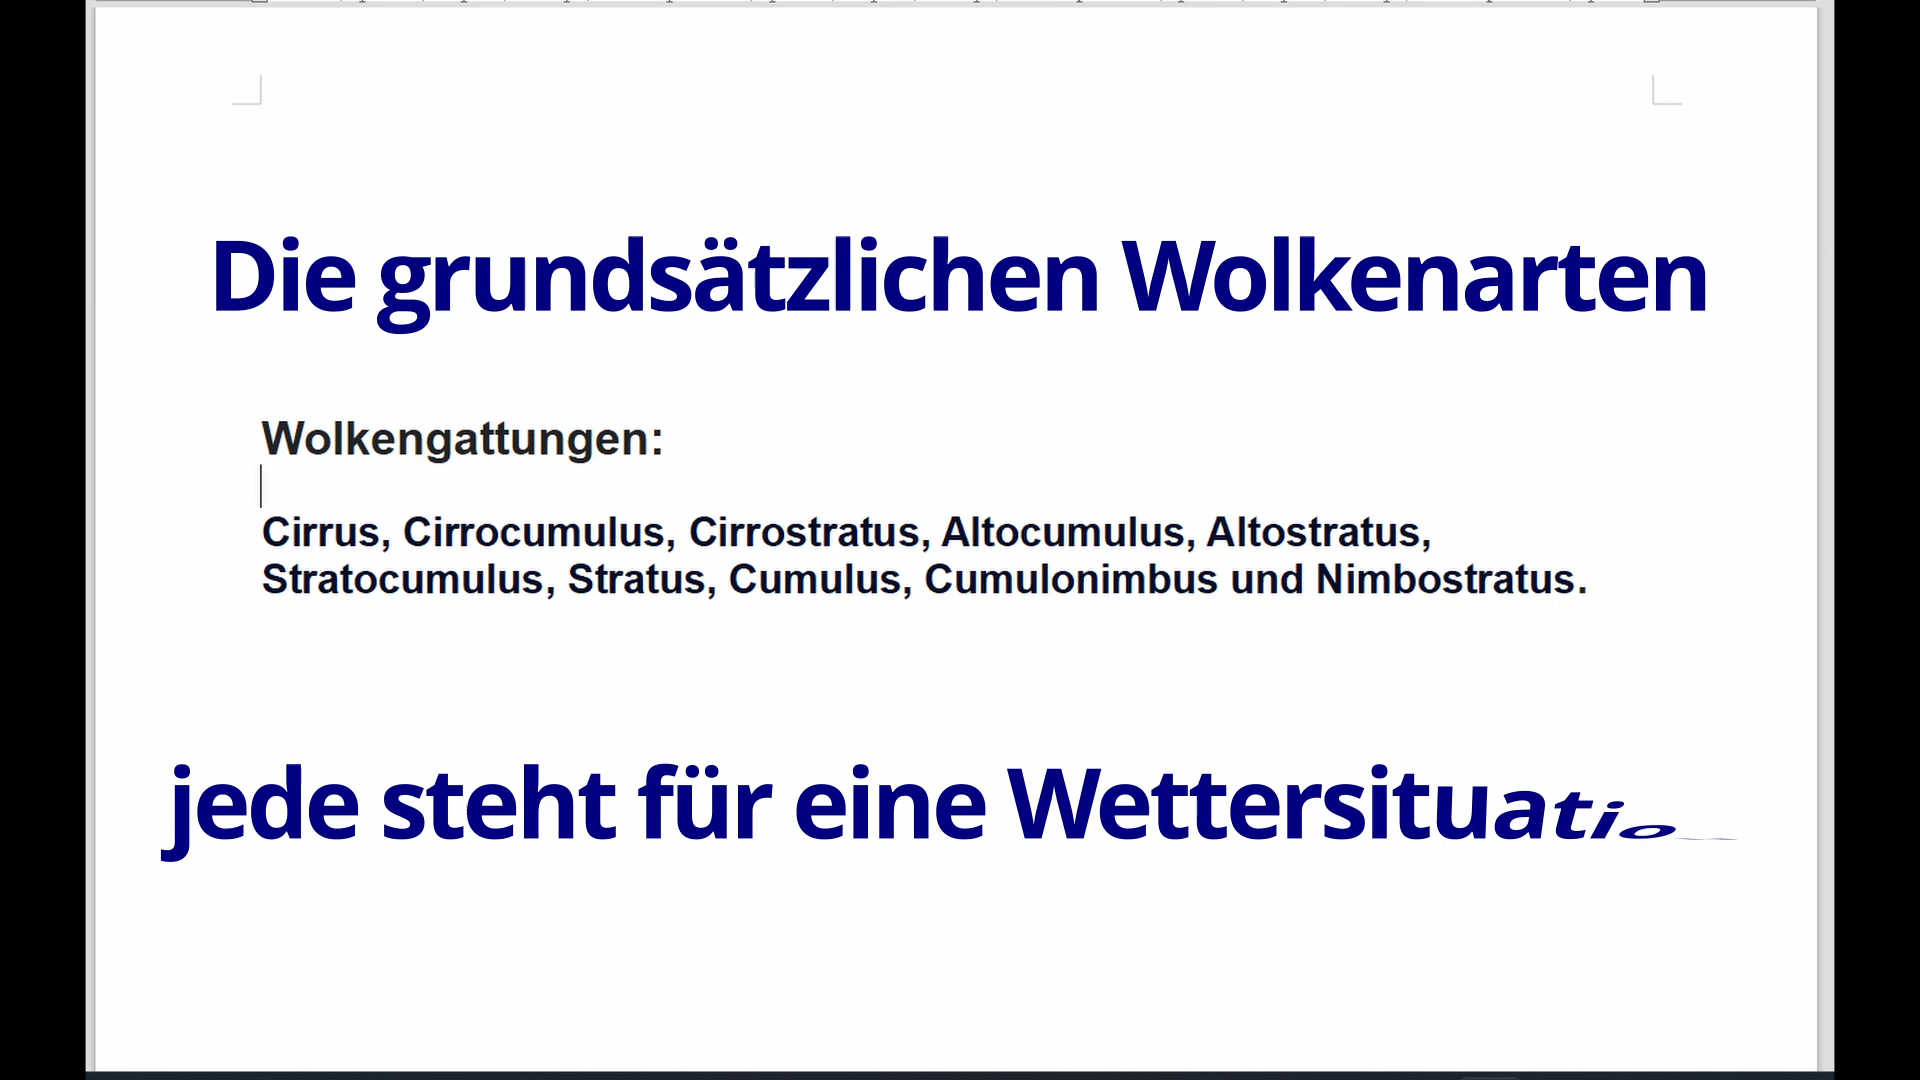 Die grundsätzlichen Wolkenarten
Wolkengattungen:
Cirrus, Cirrocumulus, Cirrostratus, Altocumulus, Altostratus,
Stratocumulus, Stratus, Cumulus, Cumulonimbus und Nimbostratus.
jede steht für eine Wettersituatio